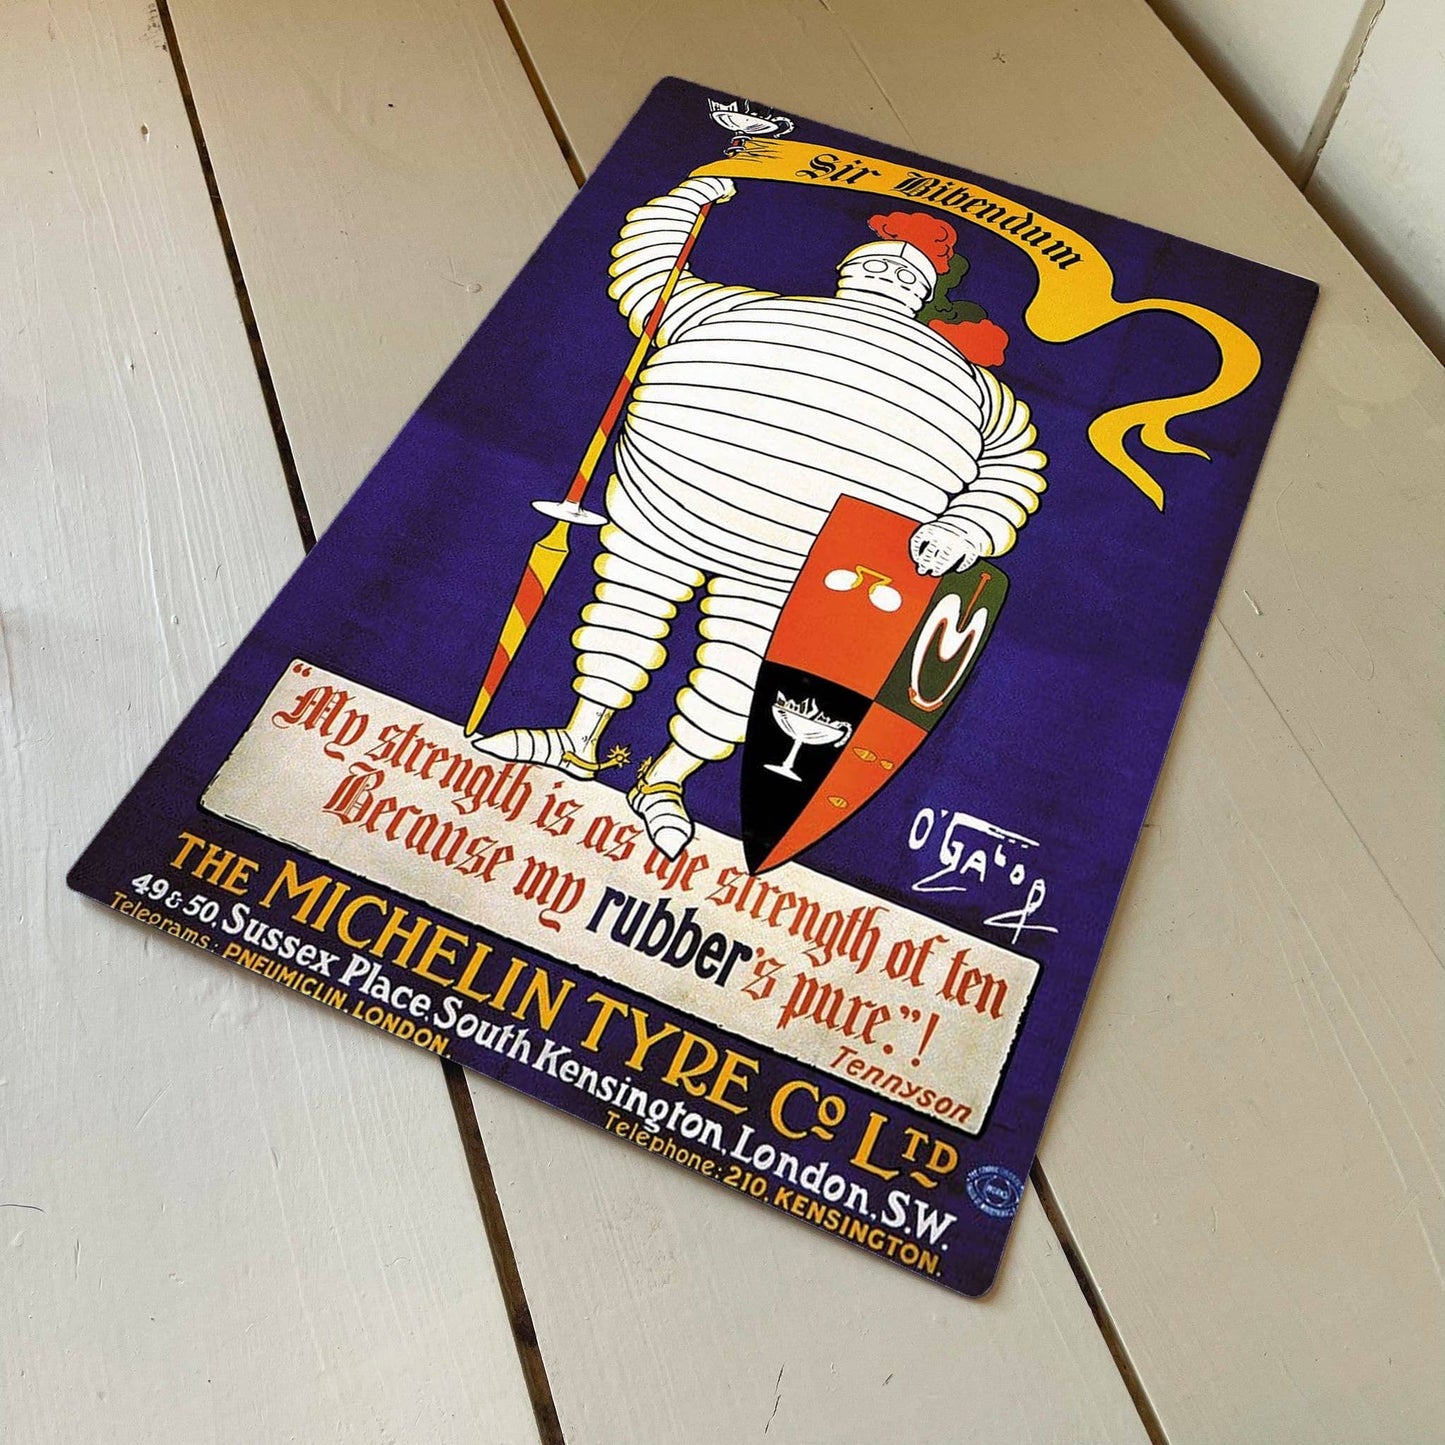 Sir Bibendum
M
O'GALOP
"My strength is as the strength of ten
Because my rubber's pure."!
Tennyson
THE MICHELIN TYRE CO LTD
49 & 50, Sussex Place, South Kensington, London, S.W.
Telegrams: PNEUMICLIN, LONDON.
Telephone: 210, KENSINGTON.